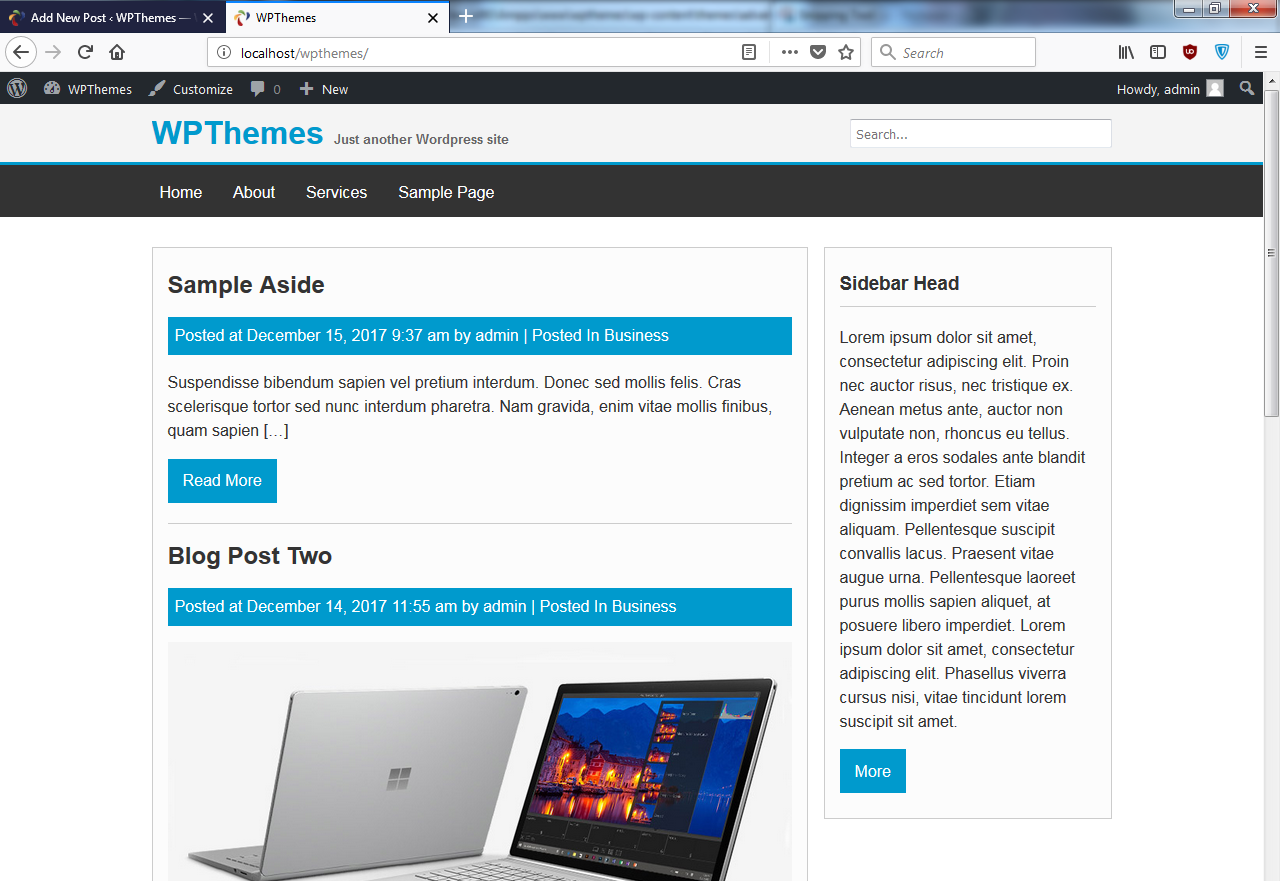 Add New Post ‹ WPThemes —
WPThemes
localhost/wpthemes/
Search
WPThemes
Customize
0
New
Howdy, admin
WPThemes
Just another Wordpress site
Search...
Home
About
Services
Sample Page
Sample Aside
Posted at December 15, 2017 9:37 am by admin | Posted In Business
Suspendisse bibendum sapien vel pretium interdum. Donec sed mollis felis. Cras
scelerisque tortor sed nunc interdum pharetra. Nam gravida, enim vitae mollis finibus,
quam sapien […]
Read More
Blog Post Two
Posted at December 14, 2017 11:55 am by admin | Posted In Business
Sidebar Head
Lorem ipsum dolor sit amet,
consectetur adipiscing elit. Proin
nec auctor risus, nec tristique ex.
Aenean metus ante, auctor non
vulputate non, rhoncus eu tellus.
Integer a eros sodales ante blandit
pretium ac sed tortor. Etiam
dignissim imperdiet sem vitae
aliquam. Pellentesque suscipit
convallis lacus. Praesent vitae
augue urna. Pellentesque laoreet
purus mollis sapien aliquet, at
posuere libero imperdiet. Lorem
ipsum dolor sit amet, consectetur
adipiscing elit. Phasellus viverra
cursus nisi, vitae tincidunt lorem
suscipit sit amet.
More